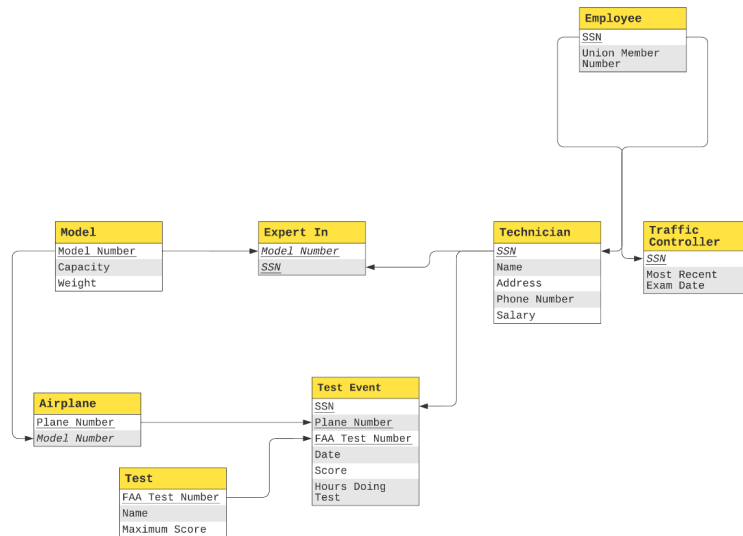 Employee
SSN
Union Member
Number
Model
Model Number
Capacity
Weight
Expert In
Model Number
SSN
Technician
SSN
Name
Address
Phone Number
Salary
Traffic
Controller
SSN
Most Recent
Exam Date
Airplane
Plane Number
Model Number
Test Event
SSN
Plane Number
FAA Test Number
Date
Score
Hours Doing
Test
Test
FAA Test Number
Name
Maximum Score